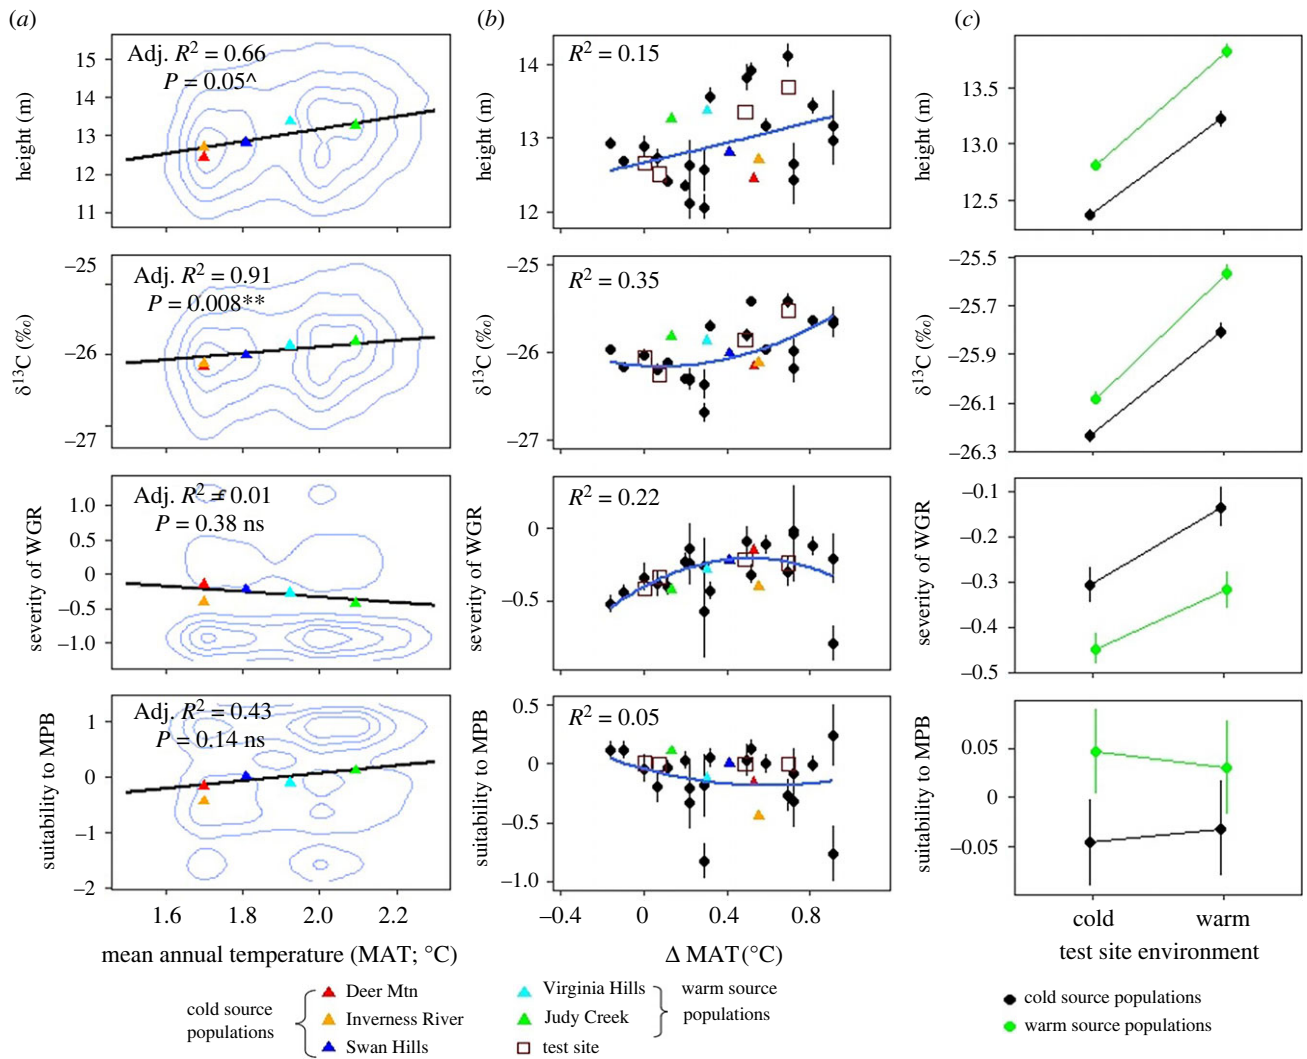 (a)
(b)
(c)
Adj. R² = 0.66
P = 0.05^
height (m)
15
14
13
12
11
R² = 0.15
height (m)
14
13
12
height (m)
13.5
13.0
12.5
Adj. R² = 0.91
P = 0.008**
δ¹³C (‰)
–25
–26
–27
R² = 0.35
δ¹³C (‰)
–25
–26
–27
δ¹³C (‰)
–25.5
–25.7
–25.9
–26.1
–26.3
Adj. R² = 0.01
P = 0.38 ns
severity of WGR
1.0
0.5
0
–0.5
–1.0
R² = 0.22
severity of WGR
0
–0.5
severity of WGR
–0.1
–0.2
–0.3
–0.4
–0.5
Adj. R² = 0.43
P = 0.14 ns
suitability to MPB
1
0
–1
–2
R² = 0.05
suitability to MPB
0.5
0
–0.5
–1.0
suitability to MPB
0.05
0
–0.05
1.6 1.8 2.0 2.2
mean annual temperature (MAT; °C)
–0.4 0 0.4 0.8
Δ MAT(°C)
cold warm
test site environment
cold source
populations
Deer Mtn
Inverness River
Swan Hills
Virginia Hills
Judy Creek
test site
warm source
populations
cold source populations
warm source populations